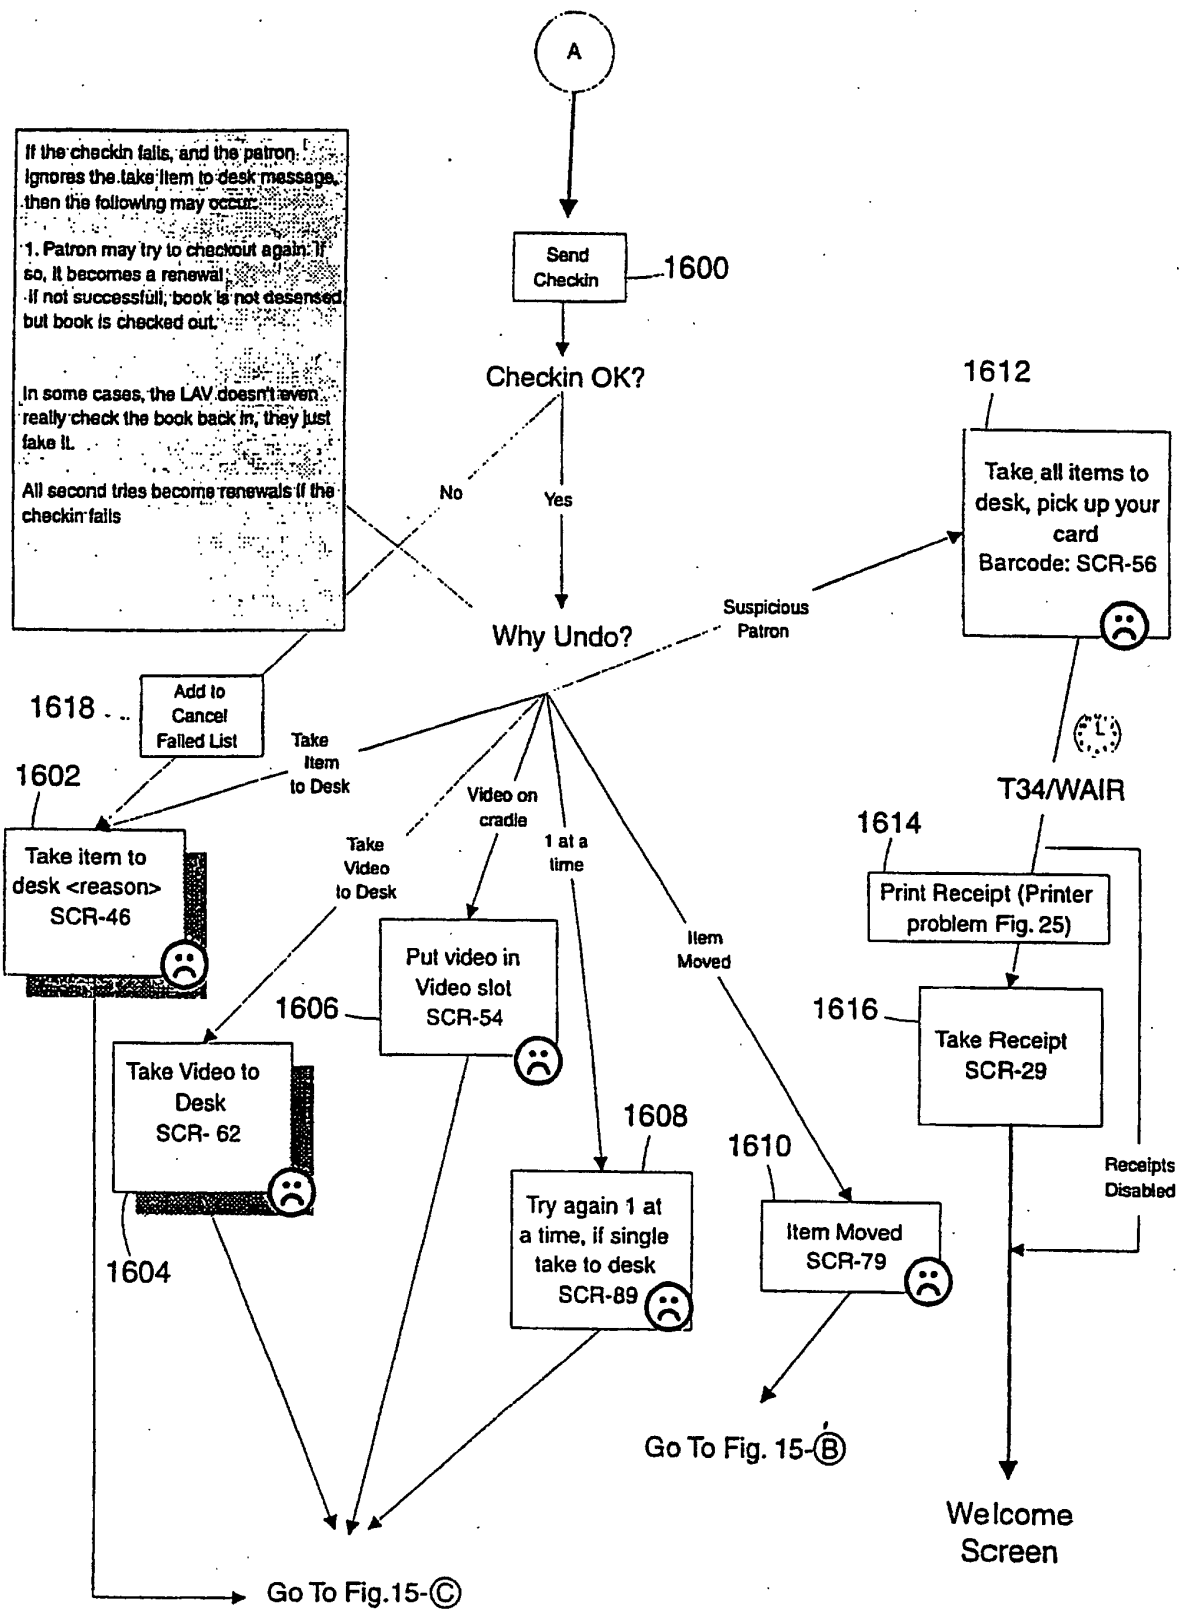 A
If the checkin fails, and the patron
ignores the take item to desk message,
then the following may occur:
1. Patron may try to checkout again. If
so, it becomes a renewal
If not successfull, book is not desensed
but book is checked out.
In some cases, the LAV doesn't even
really check the book back in, they just
fake it.
All second tries become renewals if the
checkin fails
Send
Checkin
1600
Checkin OK?
No
Yes
Why Undo?
Suspicious
Patron
1612
Take all items to
desk, pick up your
card
Barcode: SCR-56
1618
Add to
Cancel
Failed List
Take
Item
to Desk
T34/WAIR
1602
Take item to
desk <reason>
SCR-46
Take
Video
to Desk
Video on
cradle
1 at a
time
Item
Moved
1614
Print Receipt (Printer
problem Fig. 25)
1606
Put video in
Video slot
SCR-54
1616
Take Receipt
SCR-29
Take Video to
Desk
SCR- 62
1604
1608
Try again 1 at
a time, if single
take to desk
SCR-89
1610
Item Moved
SCR-79
Receipts
Disabled
Go To Fig. 15-B
Welcome
Screen
Go To Fig.15-C